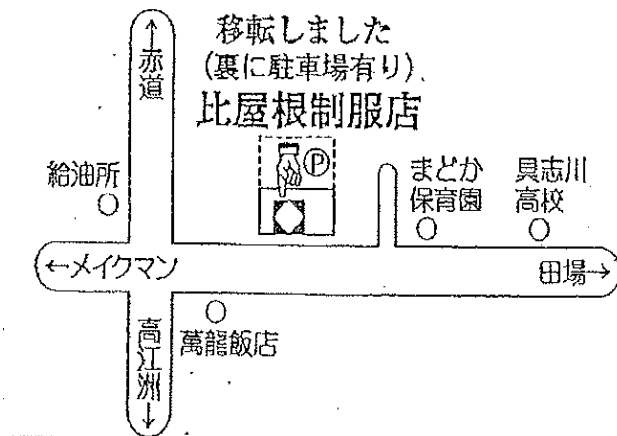 移転しました
(裏に駐車場有り)
比屋根制服店
↑赤道
Ⓟ
給油所
まどか
保育園
具志川
高校
←メイクマン
田場→
萬龍飯店
高江洲↓